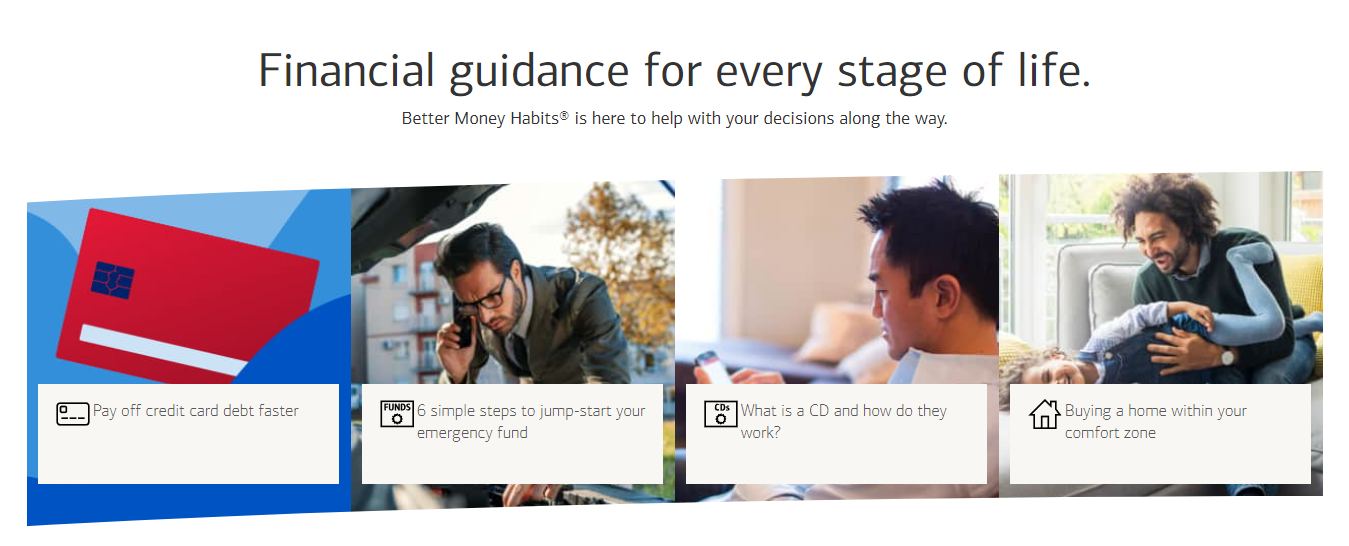 Financial guidance for every stage of life.
Better Money Habits® is here to help with your decisions along the way.
Pay off credit card debt faster
FUNDS
6 simple steps to jump-start your
emergency fund
CDs
What is a CD and how do they
work?
Buying a home within your
comfort zone